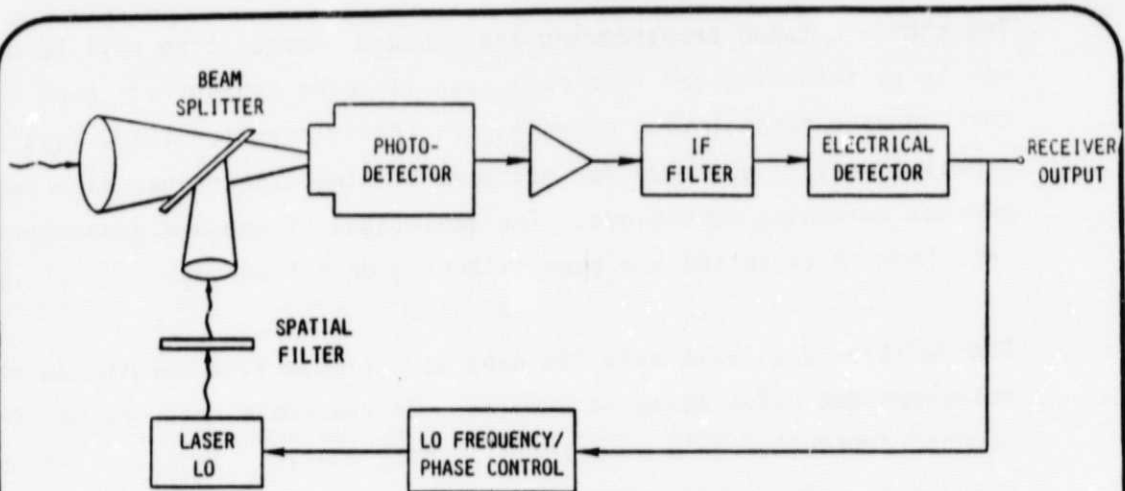 BEAM
SPLITTER
PHOTO-
DETECTOR
IF
FILTER
ELECTRICAL
DETECTOR
RECEIVER
OUTPUT
SPATIAL
FILTER
LASER
LO
LO FREQUENCY/
PHASE CONTROL